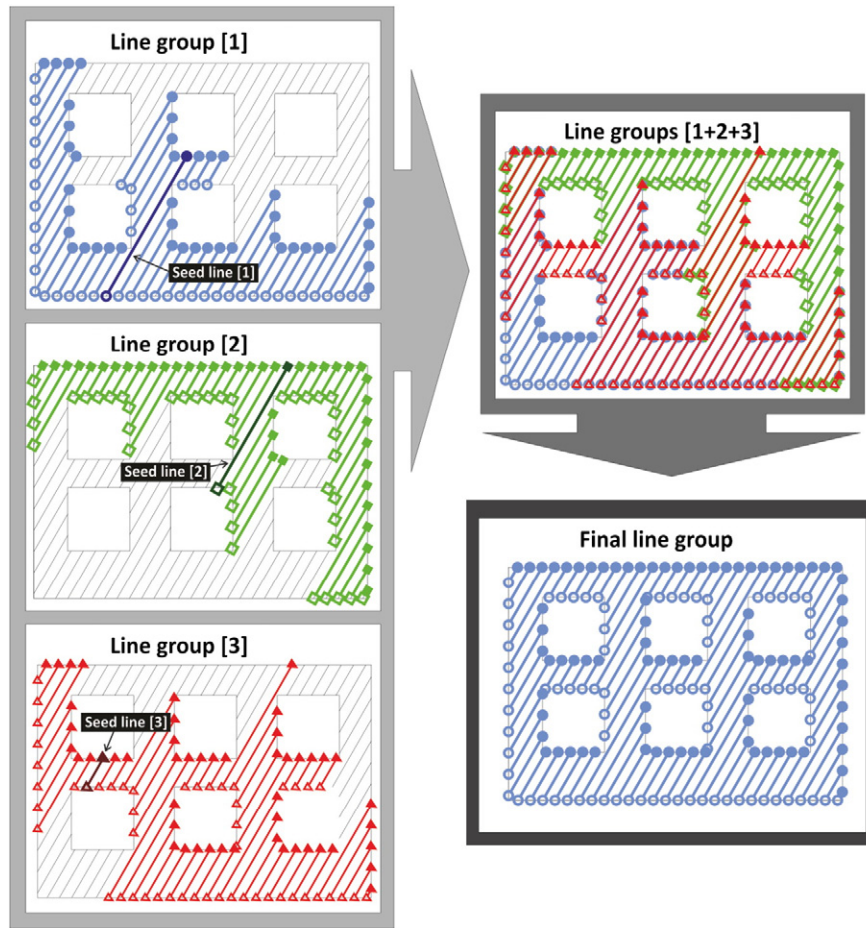 Line group [1]
Seed line [1]
Line group [2]
Seed line [2]
Line group [3]
Seed line [3]
Line groups [1+2+3]
Final line group